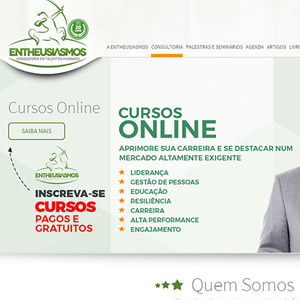 ENTHEUSIASMOS
CONSULTORIA EM TALENTOS HUMANOS
A ENTHEUSIASMOS CONSULTORIA PALESTRAS E SEMINÁRIOS AGENDA ARTIGOS
Cursos Online
SAIBA MAIS
ENTHEUSIASMOS
INSCREVA-SE
CURSOS
PAGOS E
GRATUITOS
CURSOS
ONLINE
APRIMORE SUA CARREIRA E SE DESTACAR NUM
MERCADO ALTAMENTE EXIGENTE
LIDERANÇA
GESTÃO DE PESSOAS
EDUCAÇÃO
RESILIÊNCIA
CARREIRA
ALTA PERFORMANCE
ENGAJAMENTO
Quem Somos